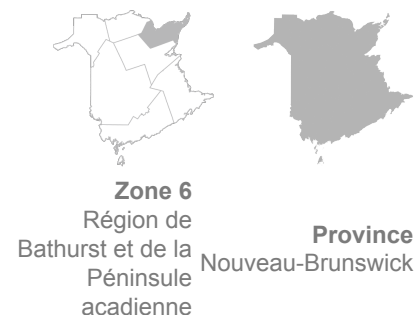 Zone 6
Région de
Bathurst et de la
Péninsule
acadienne
Province
Nouveau-Brunswick